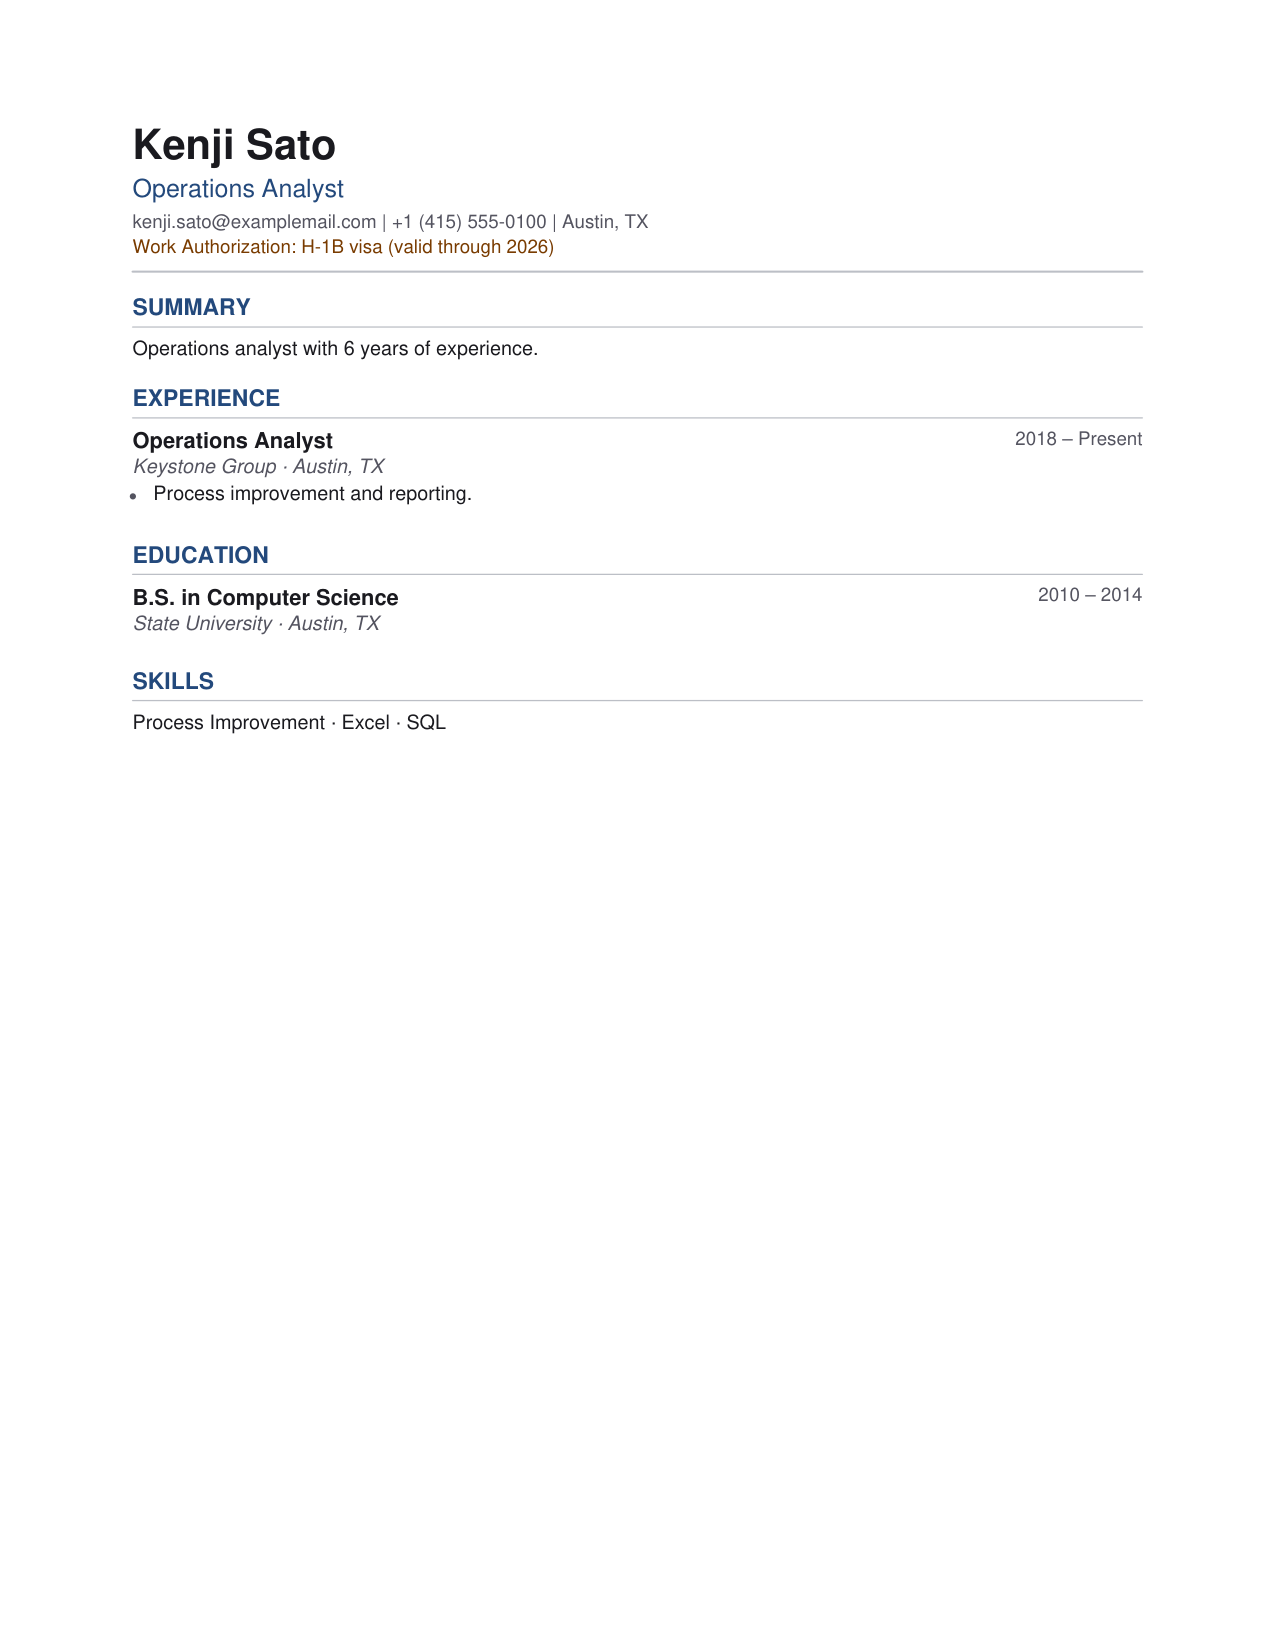 Kenji Sato
Operations Analyst
kenji.sato@examplemail.com | +1 (415) 555-0100 | Austin, TX
Work Authorization: H-1B visa (valid through 2026)
SUMMARY
Operations analyst with 6 years of experience.
EXPERIENCE
Operations Analyst 2018 – Present
Keystone Group · Austin, TX
• Process improvement and reporting.
EDUCATION
B.S. in Computer Science 2010 – 2014
State University · Austin, TX
SKILLS
Process Improvement · Excel · SQL